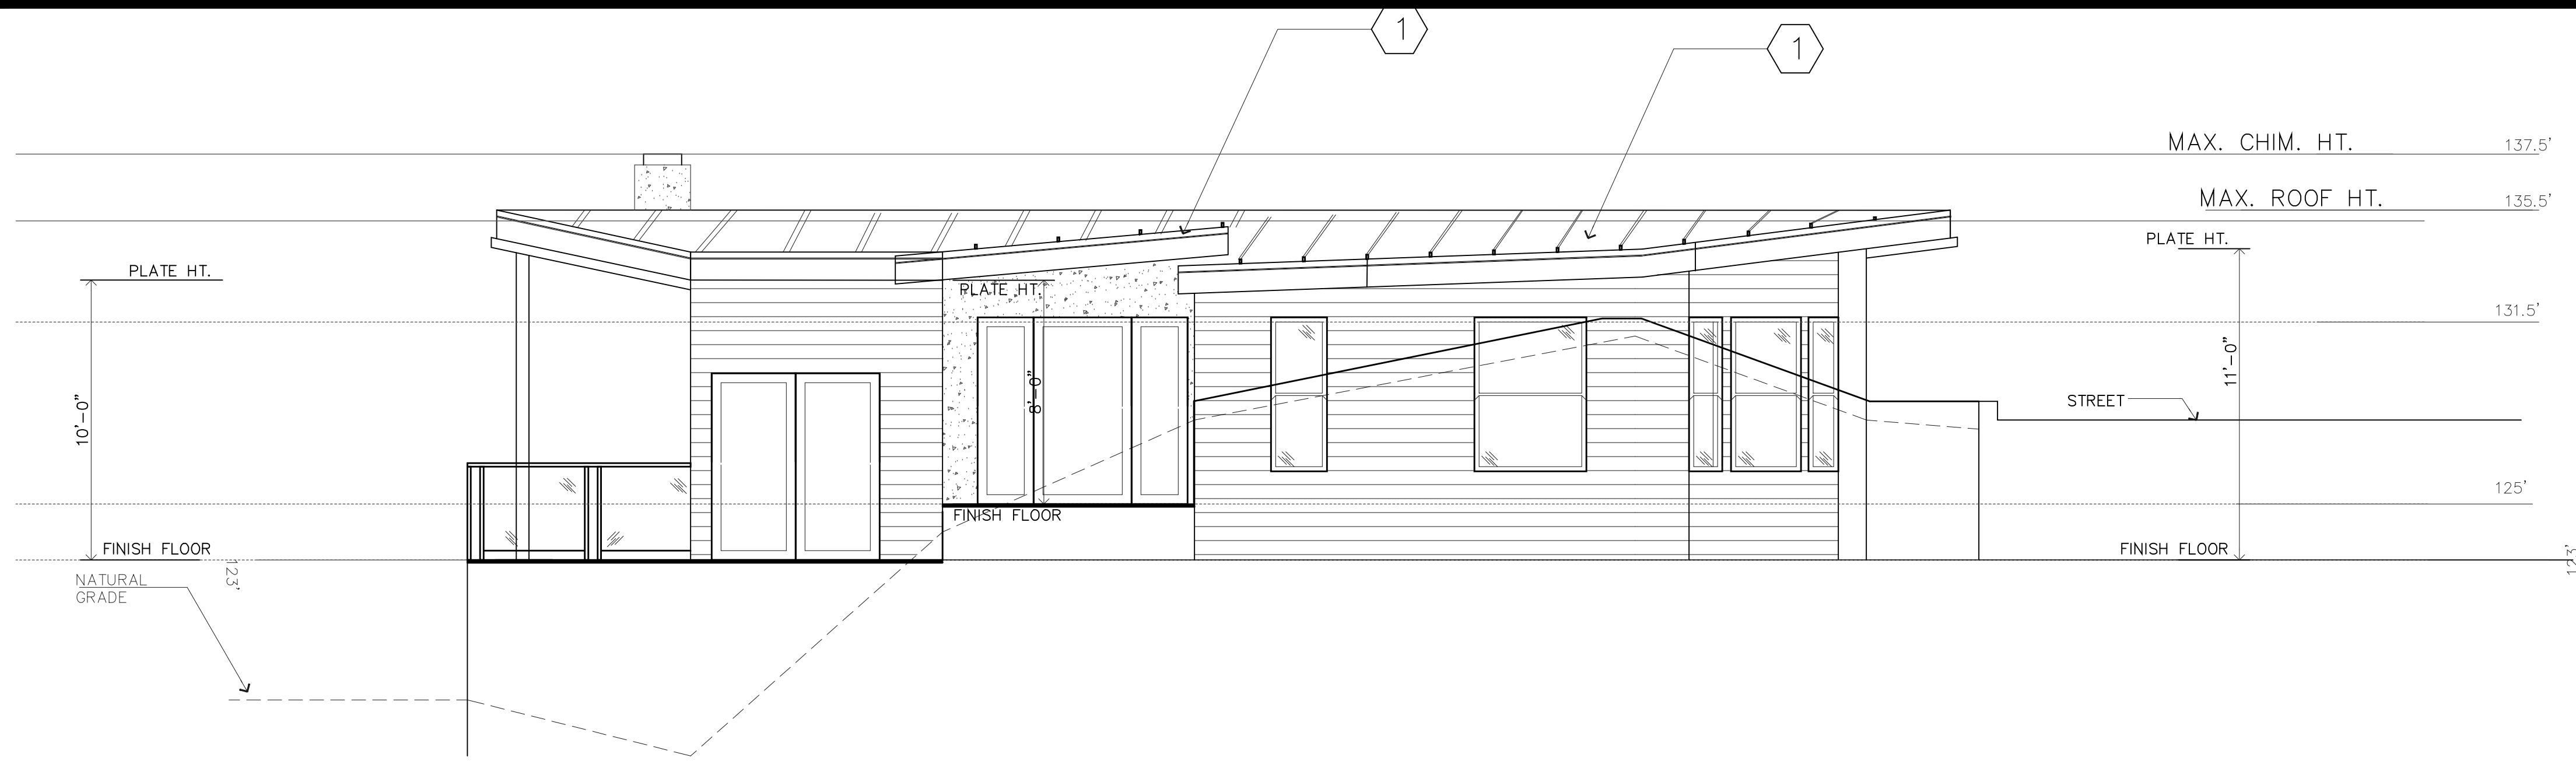 1
1
MAX. CHIM. HT.
137.5'
MAX. ROOF HT.
135.5'
PLATE HT.
PLATE HT.
PLATE HT.
131.5'
10'-0"
8'-0"
11'-0"
STREET
125'
FINISH FLOOR
FINISH FLOOR
FINISH FLOOR
123'
123'
NATURAL
GRADE